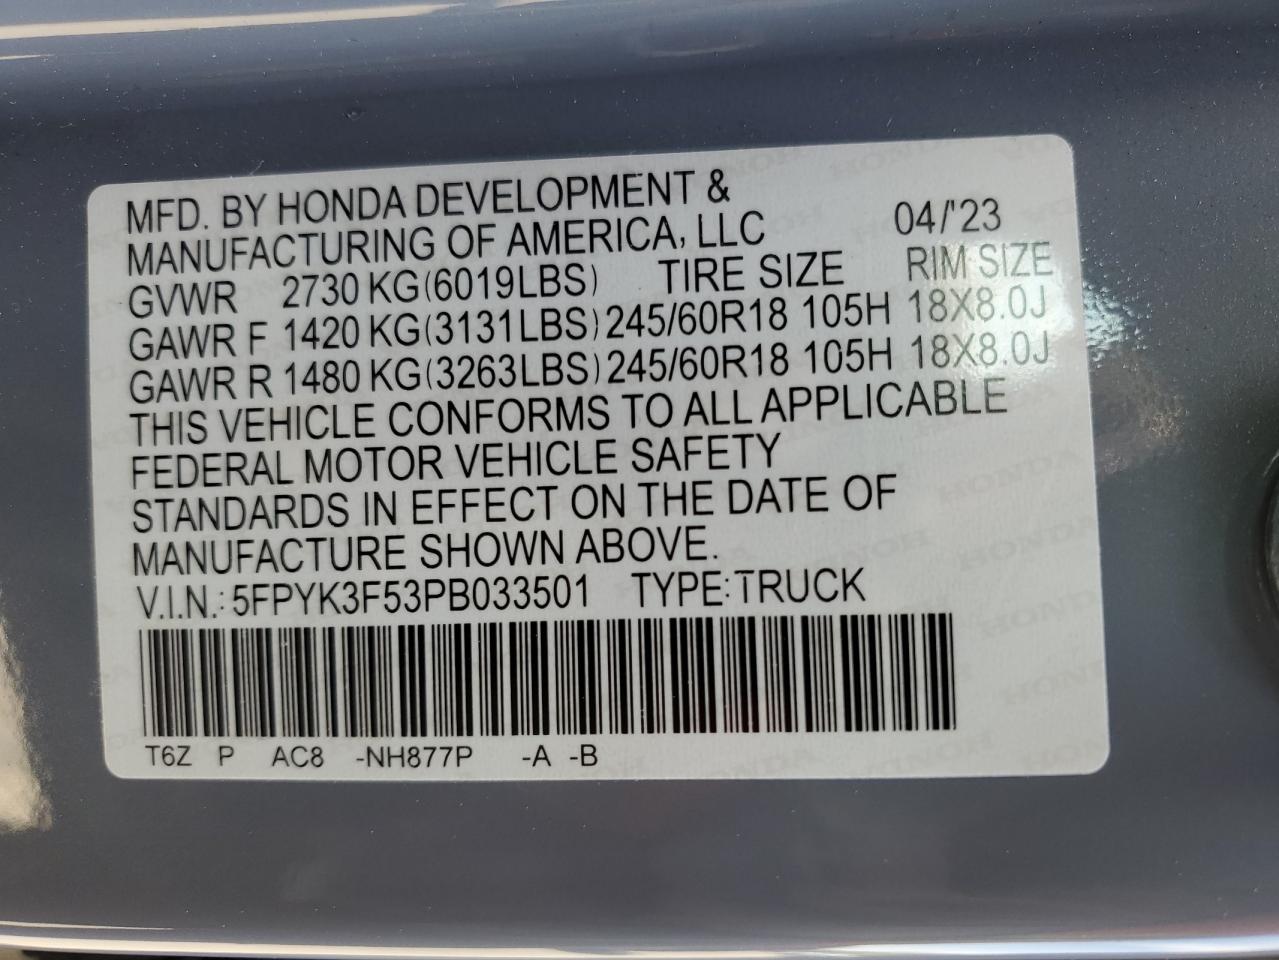 MFD. BY HONDA DEVELOPMENT &
MANUFACTURING OF AMERICA, LLC 04/'23
GVWR 2730 KG(6019LBS) TIRE SIZE RIM SIZE
GAWR F 1420 KG(3131LBS) 245/60R18 105H 18X8.0J
GAWR R 1480 KG(3263LBS) 245/60R18 105H 18X8.0J
THIS VEHICLE CONFORMS TO ALL APPLICABLE
FEDERAL MOTOR VEHICLE SAFETY
STANDARDS IN EFFECT ON THE DATE OF
MANUFACTURE SHOWN ABOVE.
V.I.N.: 5FPYK3F53PB033501 TYPE: TRUCK
T6Z P AC8 -NH877P -A -B